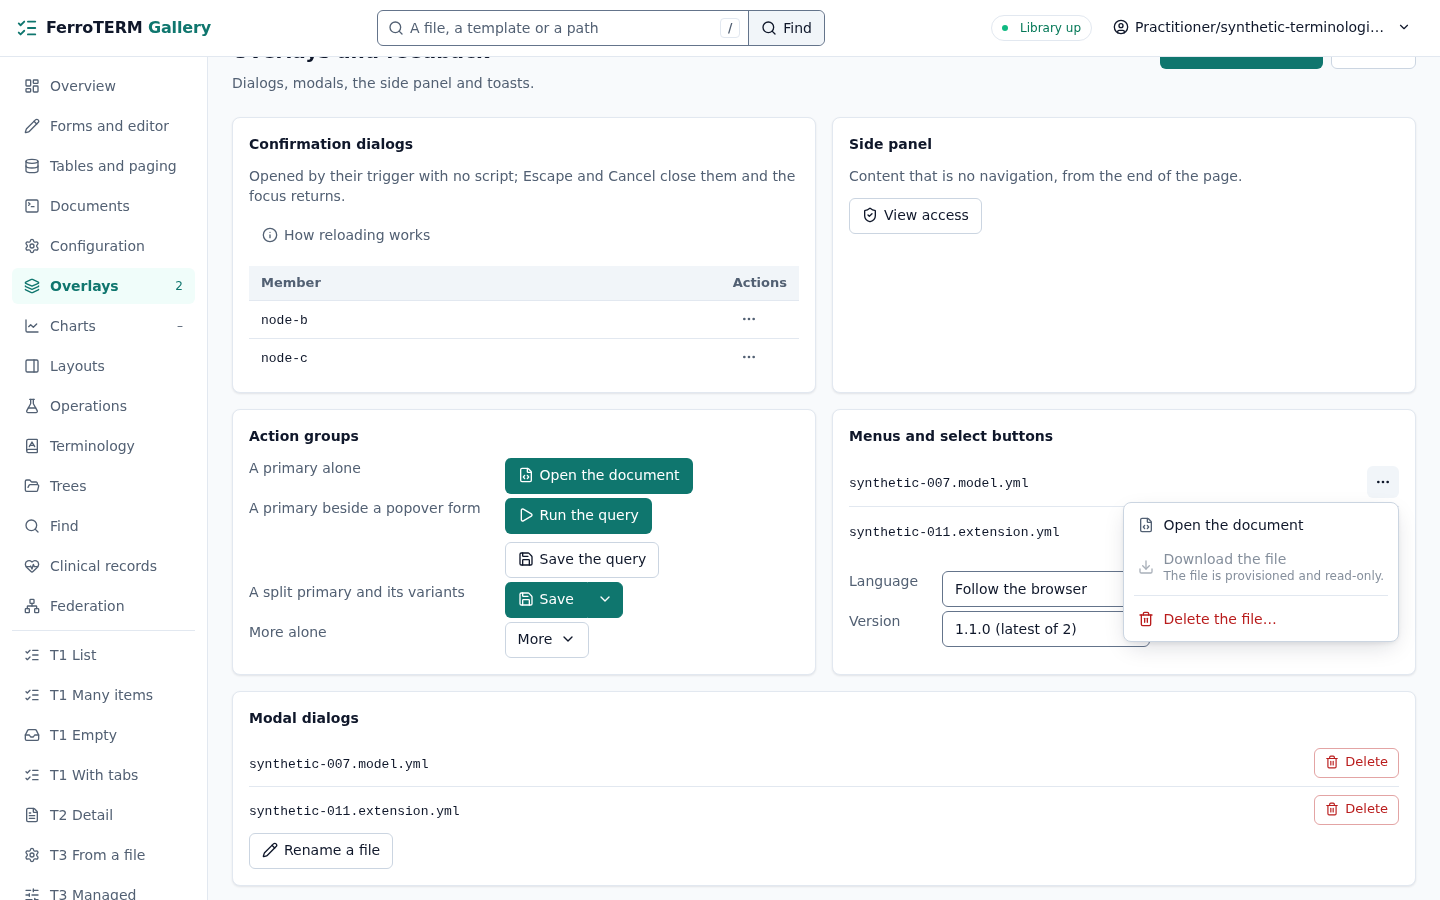 FerroTERM Gallery
A file, a template or a path
/
Find
Library up
Practitioner/synthetic-terminologi...
Overview
Forms and editor
Tables and paging
Documents
Configuration
Overlays
2
Charts
–
Layouts
Operations
Terminology
Trees
Find
Clinical records
Federation
T1 List
T1 Many items
T1 Empty
T1 With tabs
T2 Detail
T3 From a file
T3 Managed
Overlays and feedback
Dialogs, modals, the side panel and toasts.
Confirmation dialogs
Opened by their trigger with no script; Escape and Cancel close them and the
focus returns.
How reloading works
Member
Actions
node-b
node-c
Side panel
Content that is no navigation, from the end of the page.
View access
Action groups
A primary alone
Open the document
A primary beside a popover form
Run the query
Save the query
A split primary and its variants
Save
More alone
More
Menus and select buttons
synthetic-007.model.yml
synthetic-011.extension.yml
Language
Follow the browser
Version
1.1.0 (latest of 2)
Open the document
Download the file
The file is provisioned and read-only.
Delete the file...
Modal dialogs
synthetic-007.model.yml
Delete
synthetic-011.extension.yml
Delete
Rename a file